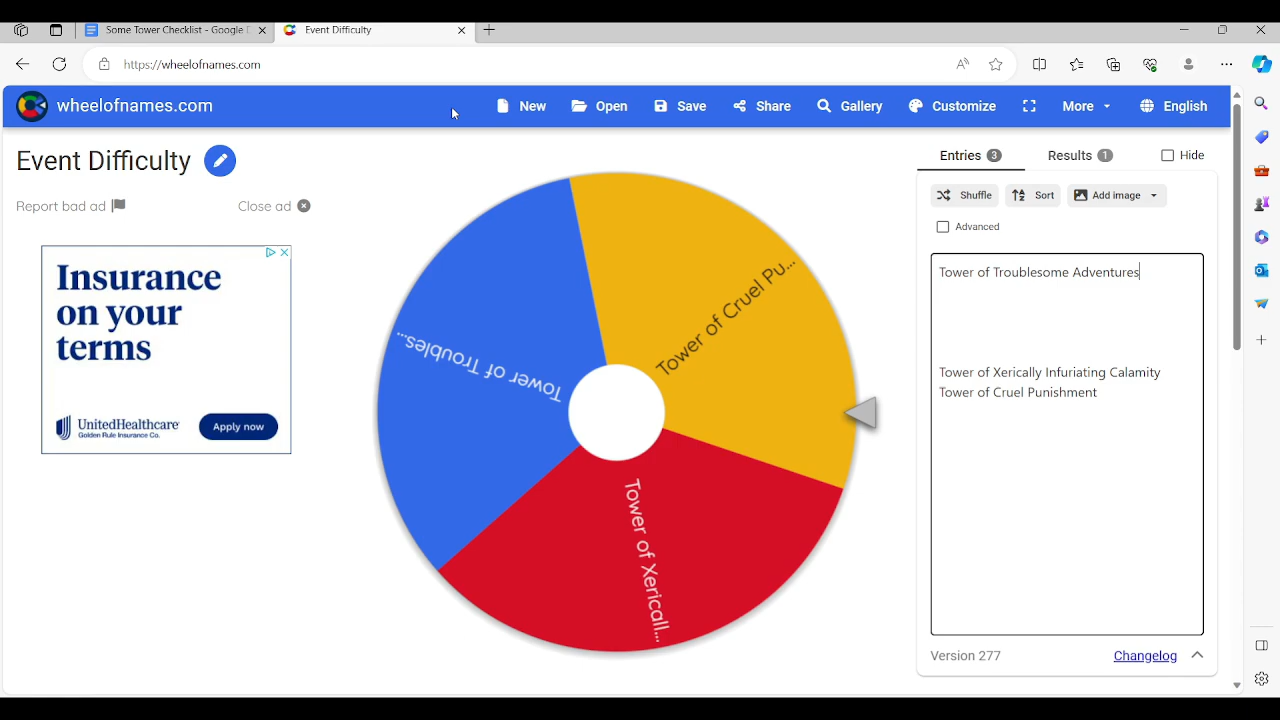 Some Tower Checklist - Google D
Event Difficulty
https://wheelofnames.com
wheelofnames.com
New
Open
Save
Share
Gallery
Customize
More
English
Event Difficulty
Report bad ad
Close ad
Insurance
on your
terms
UnitedHealthcare
Golden Rule Insurance Co.
Apply now
Tower of Cruel Pu...
Tower of Troubles...
Tower of Xericall...
Entries 3
Results 1
Hide
Shuffle
Sort
Add image
Advanced
Tower of Troublesome Adventures
Tower of Xerically Infuriating Calamity
Tower of Cruel Punishment
Version 277
Changelog